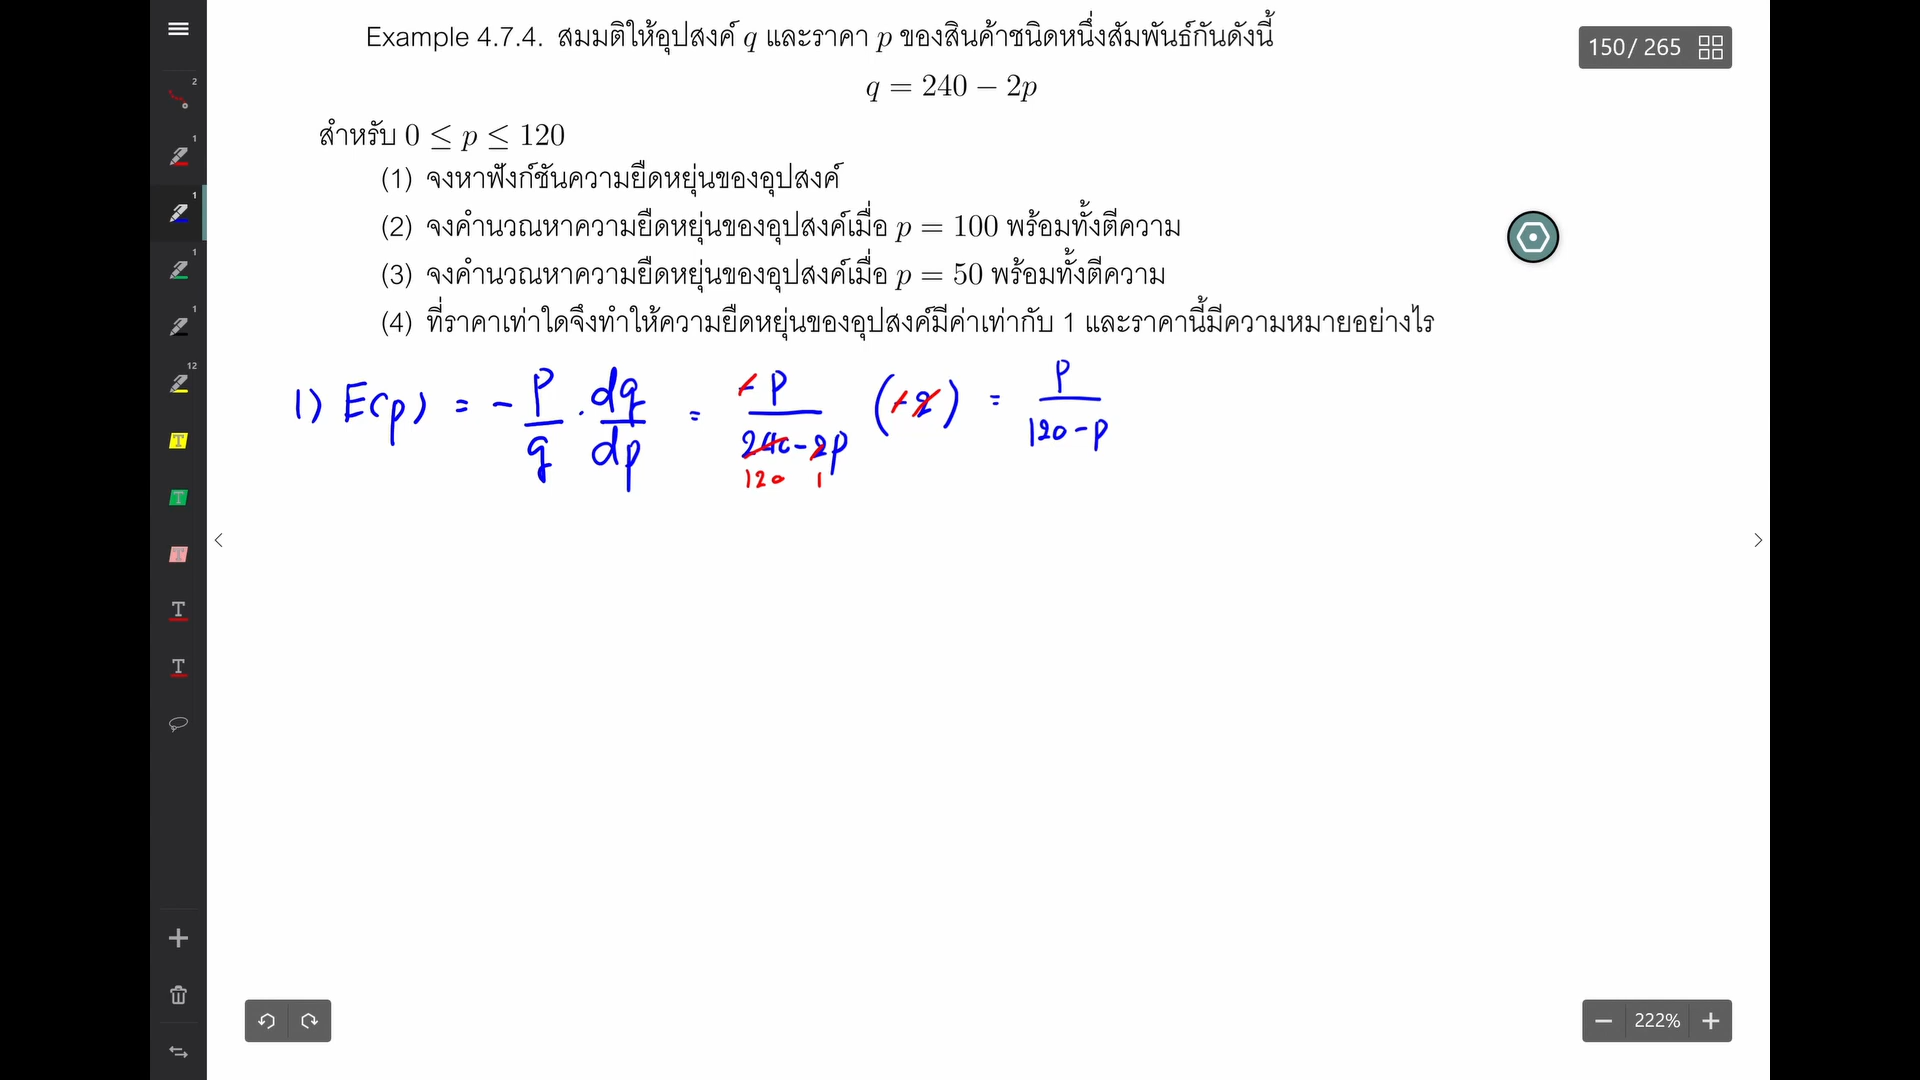 Example 4.7.4. สมมติให้อุปสงค์ q และราคา p ของสินค้าชนิดหนึ่งสัมพันธ์กันดังนี้
q = 240 − 2p
สำหรับ 0 ≤ p ≤ 120
(1) จงหาฟังก์ชันความยืดหยุ่นของอุปสงค์
(2) จงคำนวณหาความยืดหยุ่นของอุปสงค์เมื่อ p = 100 พร้อมทั้งตีความ
(3) จงคำนวณหาความยืดหยุ่นของอุปสงค์เมื่อ p = 50 พร้อมทั้งตีความ
(4) ที่ราคาเท่าใดจึงทำให้ความยืดหยุ่นของอุปสงค์มีค่าเท่ากับ 1 และราคานี้มีความหมายอย่างไร
1) E(p) = - p/q · dq/dp = -p/(240-2p) (-2) = p/(120-p)
120 1
150 / 265
222%